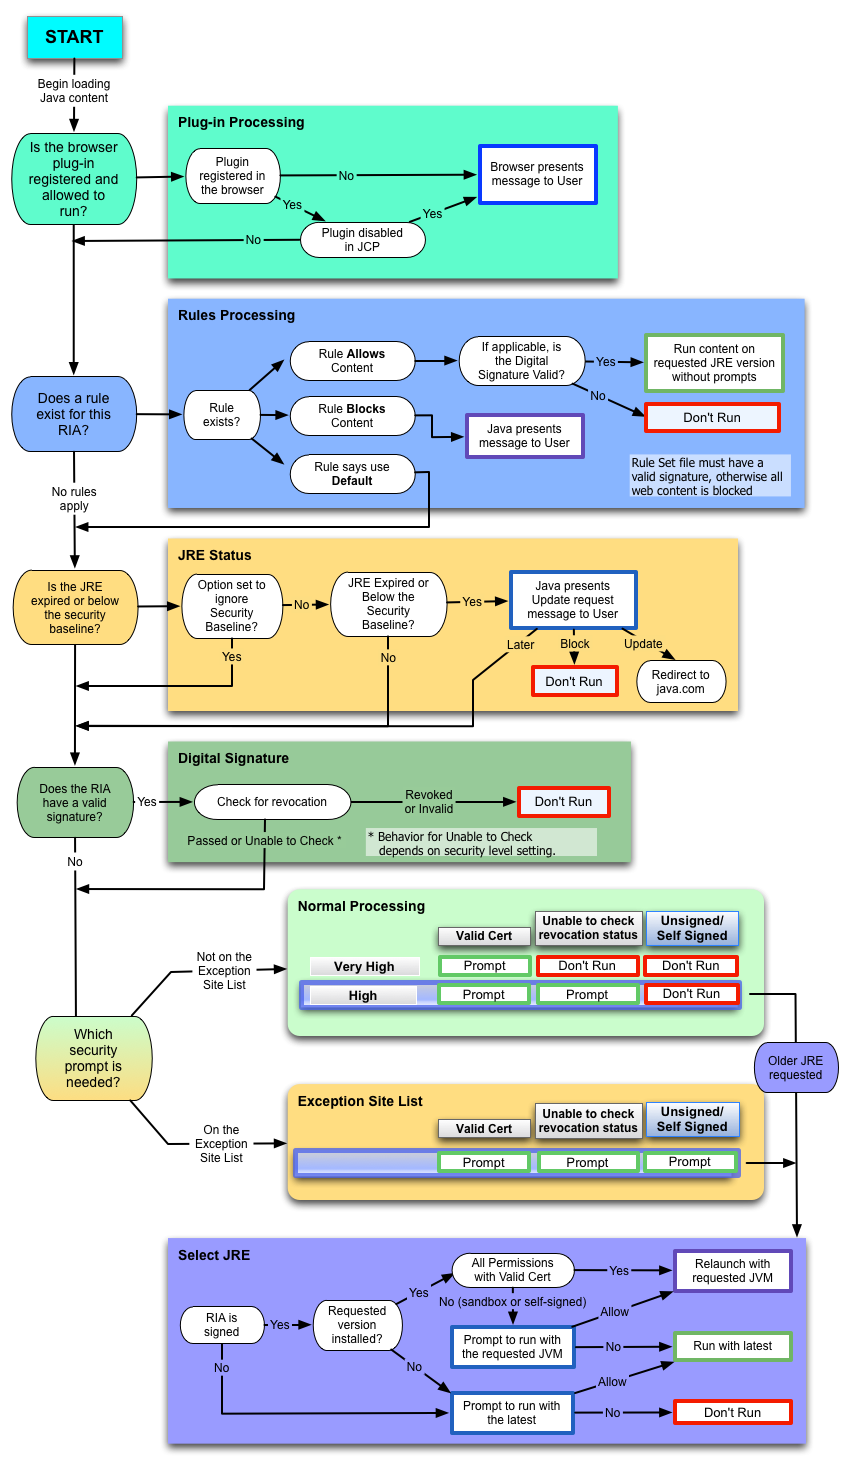 START
Begin loading
Java content
Is the browser
plug-in
registered and
allowed to
run?
Plug-in Processing
Plugin
registered in
the browser
No
Browser presents
message to User
Yes
Yes
Plugin disabled
in JCP
No
Rules Processing
Does a rule
exist for this
RIA?
Rule
exists?
Rule Allows
Content
If applicable, is
the Digital
Signature Valid?
Yes
Run content on
requested JRE version
without prompts
No
Don't Run
Rule Blocks
Content
Java presents
message to User
Rule says use
Default
Rule Set file must have a
valid signature, otherwise all
web content is blocked
No rules
apply
JRE Status
Is the JRE
expired or below
the security
baseline?
Option set to
ignore
Security
Baseline?
No
JRE Expired or
Below the
Security
Baseline?
Yes
Java presents
Update request
message to User
Yes
No
Later
Block
Update
Don't Run
Redirect to
java.com
Digital Signature
Does the RIA
have a valid
signature?
Yes
Check for revocation
Revoked
or Invalid
Don't Run
Passed or Unable to Check *
* Behavior for Unable to Check
depends on security level setting.
No
Normal Processing
Valid Cert
Unable to check
revocation status
Unsigned/
Self Signed
Not on the
Exception
Site List
Very High
Prompt
Don't Run
Don't Run
High
Prompt
Prompt
Don't Run
Which
security
prompt is
needed?
Older JRE
requested
Exception Site List
Valid Cert
Unable to check
revocation status
Unsigned/
Self Signed
On the
Exception
Site List
Prompt
Prompt
Prompt
Select JRE
All Permissions
with Valid Cert
Yes
Relaunch with
requested JVM
Yes
No (sandbox or self-signed)
Allow
RIA is
signed
Yes
Requested
version
installed?
Prompt to run with
the requested JVM
No
Run with latest
No
No
Allow
Prompt to run with
the latest
No
Don't Run